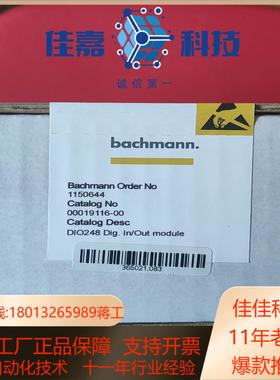 佳嘉 科技
诚信第一
bachmann.
Bachmann Order No
1150644
Catalog No
00019116-00
Catalog Desc
DIO248 Dig. In/Out module
365021.083
线:18013265989蒋工
工厂正品保障 支持开票
自动化技术 十一年行业经验
佳佳科
11年老
爆款推